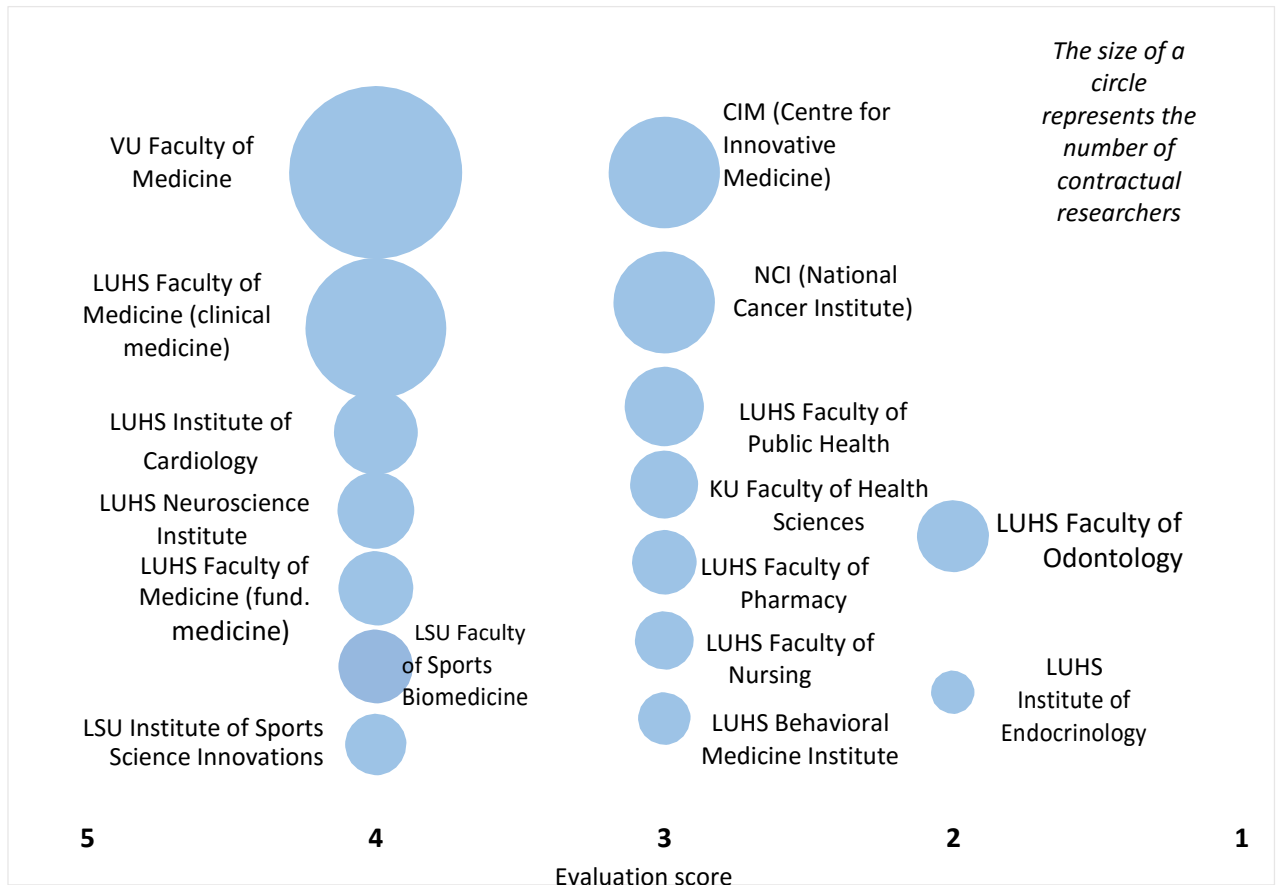 VU Faculty of
Medicine
LUHS Faculty of
Medicine (clinical
medicine)
LUHS Institute of
Cardiology
LUHS Neuroscience
Institute
LUHS Faculty of
Medicine (fund.
medicine)
LSU Faculty
of Sports
Biomedicine
LSU Institute of Sports
Science Innovations
CIM (Centre for
Innovative
Medicine)
NCI (National
Cancer Institute)
LUHS Faculty of
Public Health
KU Faculty of Health
Sciences
LUHS Faculty of
Pharmacy
LUHS Faculty of
Nursing
LUHS Behavioral
Medicine Institute
The size of a
circle
represents the
number of
contractual
researchers
LUHS Faculty of
Odontology
LUHS
Institute of
Endocrinology
5 4 3 2 1
Evaluation score